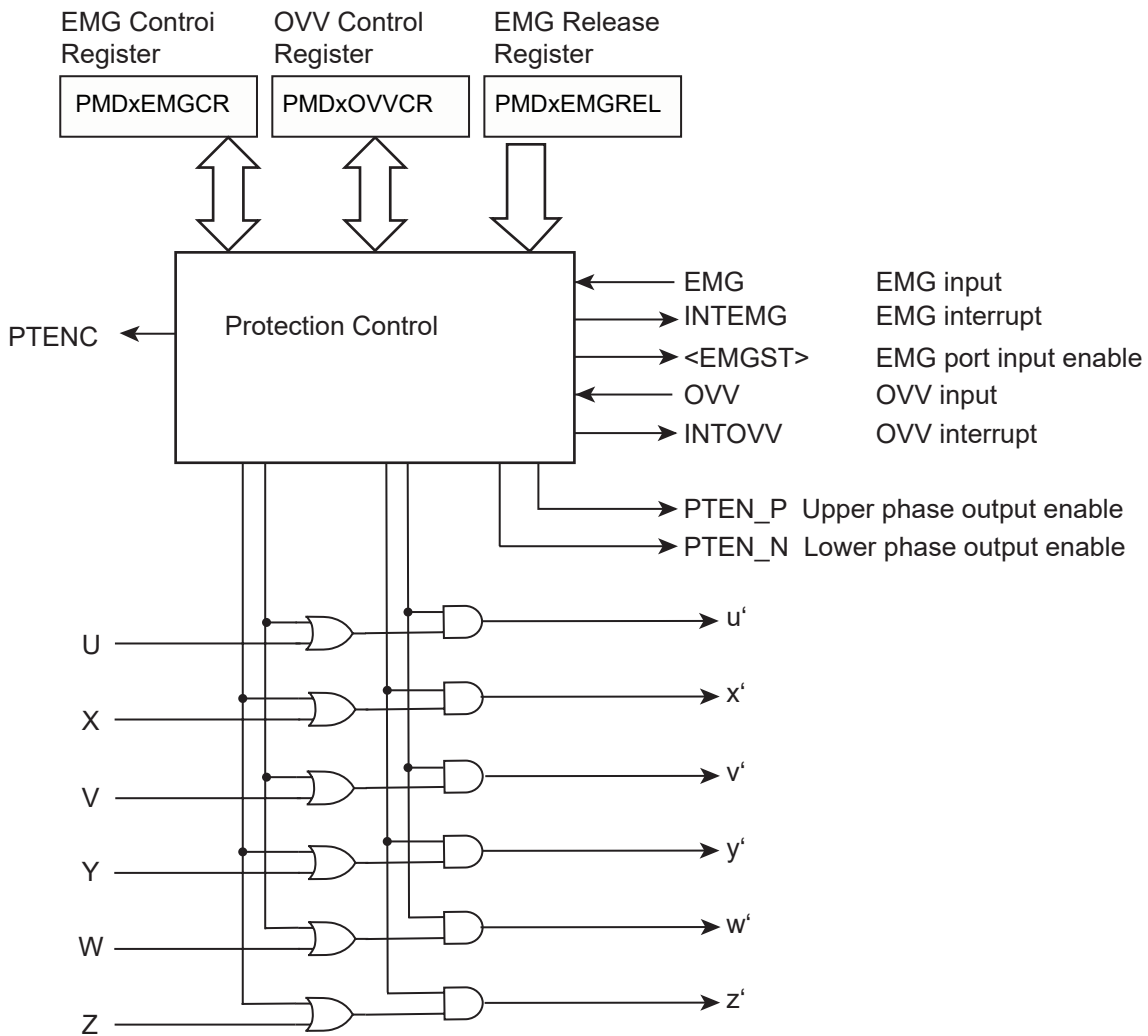 EMG Controi
Register
OVV Control
Register
EMG Release
Register
PMDxEMGCR
PMDxOVVCR
PMDxEMGREL
PTENC
Protection Control
EMG EMG input
INTEMG EMG interrupt
<EMGST> EMG port input enable
OVV OVV input
INTOVV OVV interrupt
PTEN_P Upper phase output enable
PTEN_N Lower phase output enable
U u‘
X x‘
V v‘
Y y‘
W w‘
Z z‘